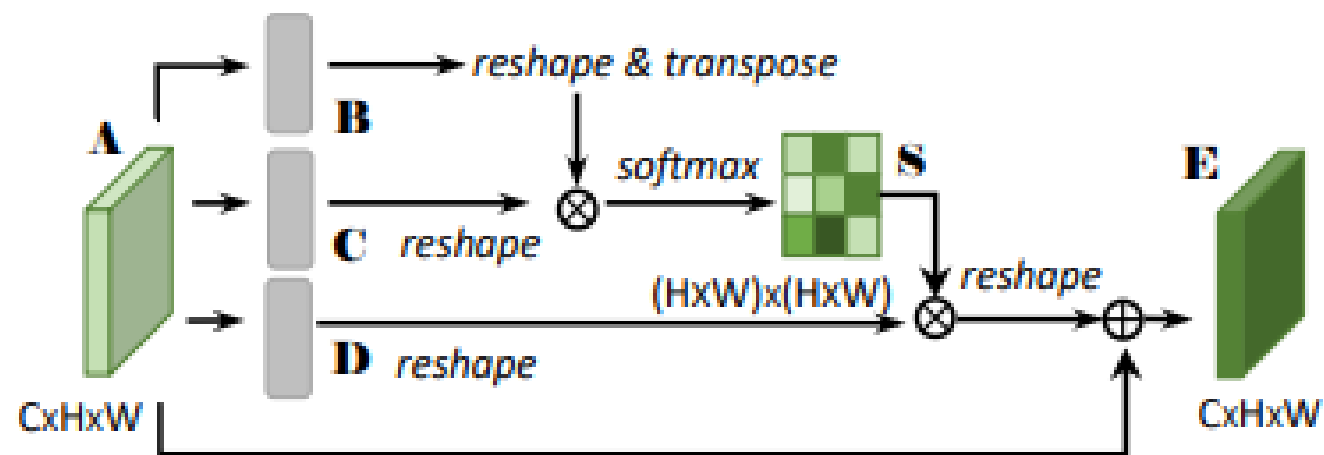 reshape & transpose
B
A
softmax
S
E
C
reshape
(HxW)x(HxW)
reshape
D
reshape
CxHxW
CxHxW